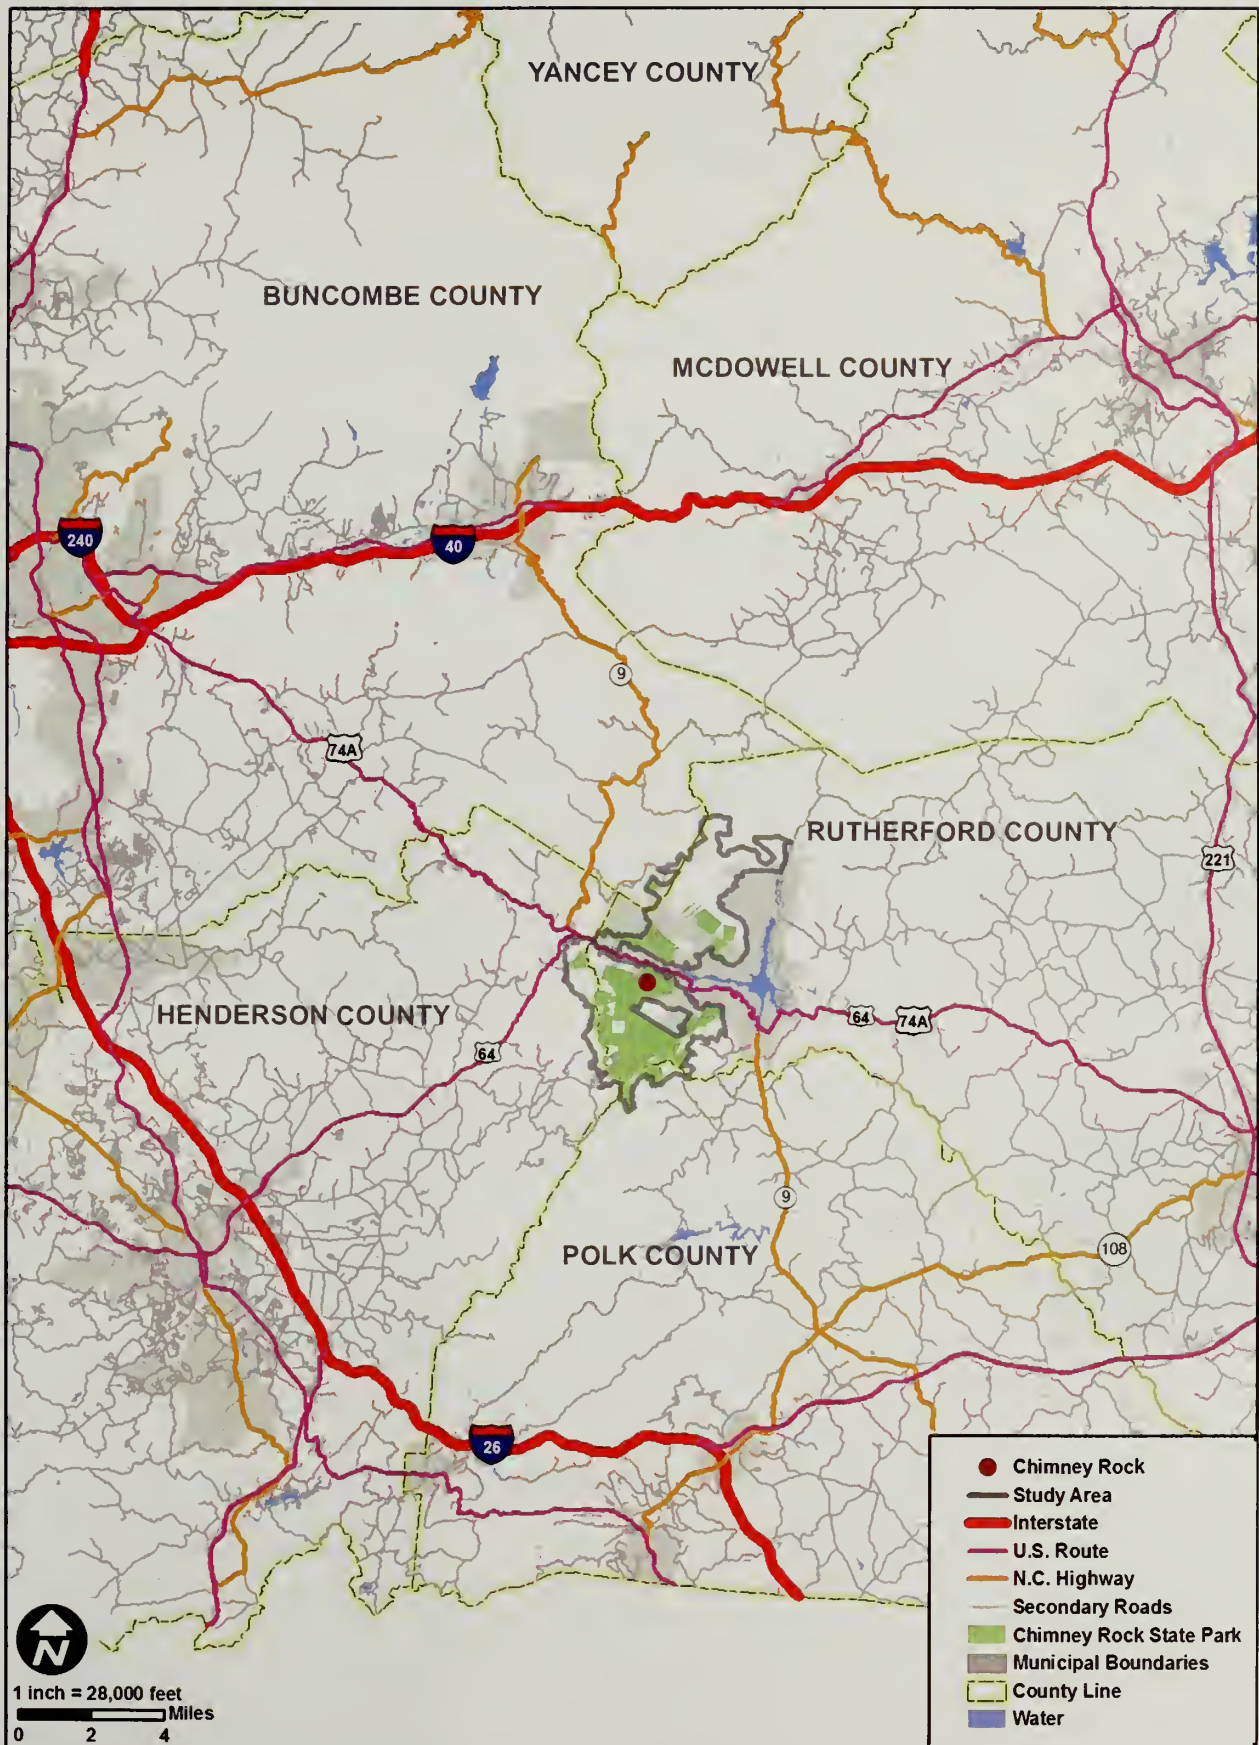 YANCEY COUNTY
BUNCOMBE COUNTY
MCDOWELL COUNTY
240
40
9
74A
RUTHERFORD COUNTY
221
HENDERSON COUNTY
64
74A
64
9
POLK COUNTY
108
26
Chimney Rock
Study Area
Interstate
U.S. Route
N.C. Highway
Secondary Roads
Chimney Rock State Park
Municipal Boundaries
County Line
Water
N
1 inch = 28,000 feet
Miles
0 2 4